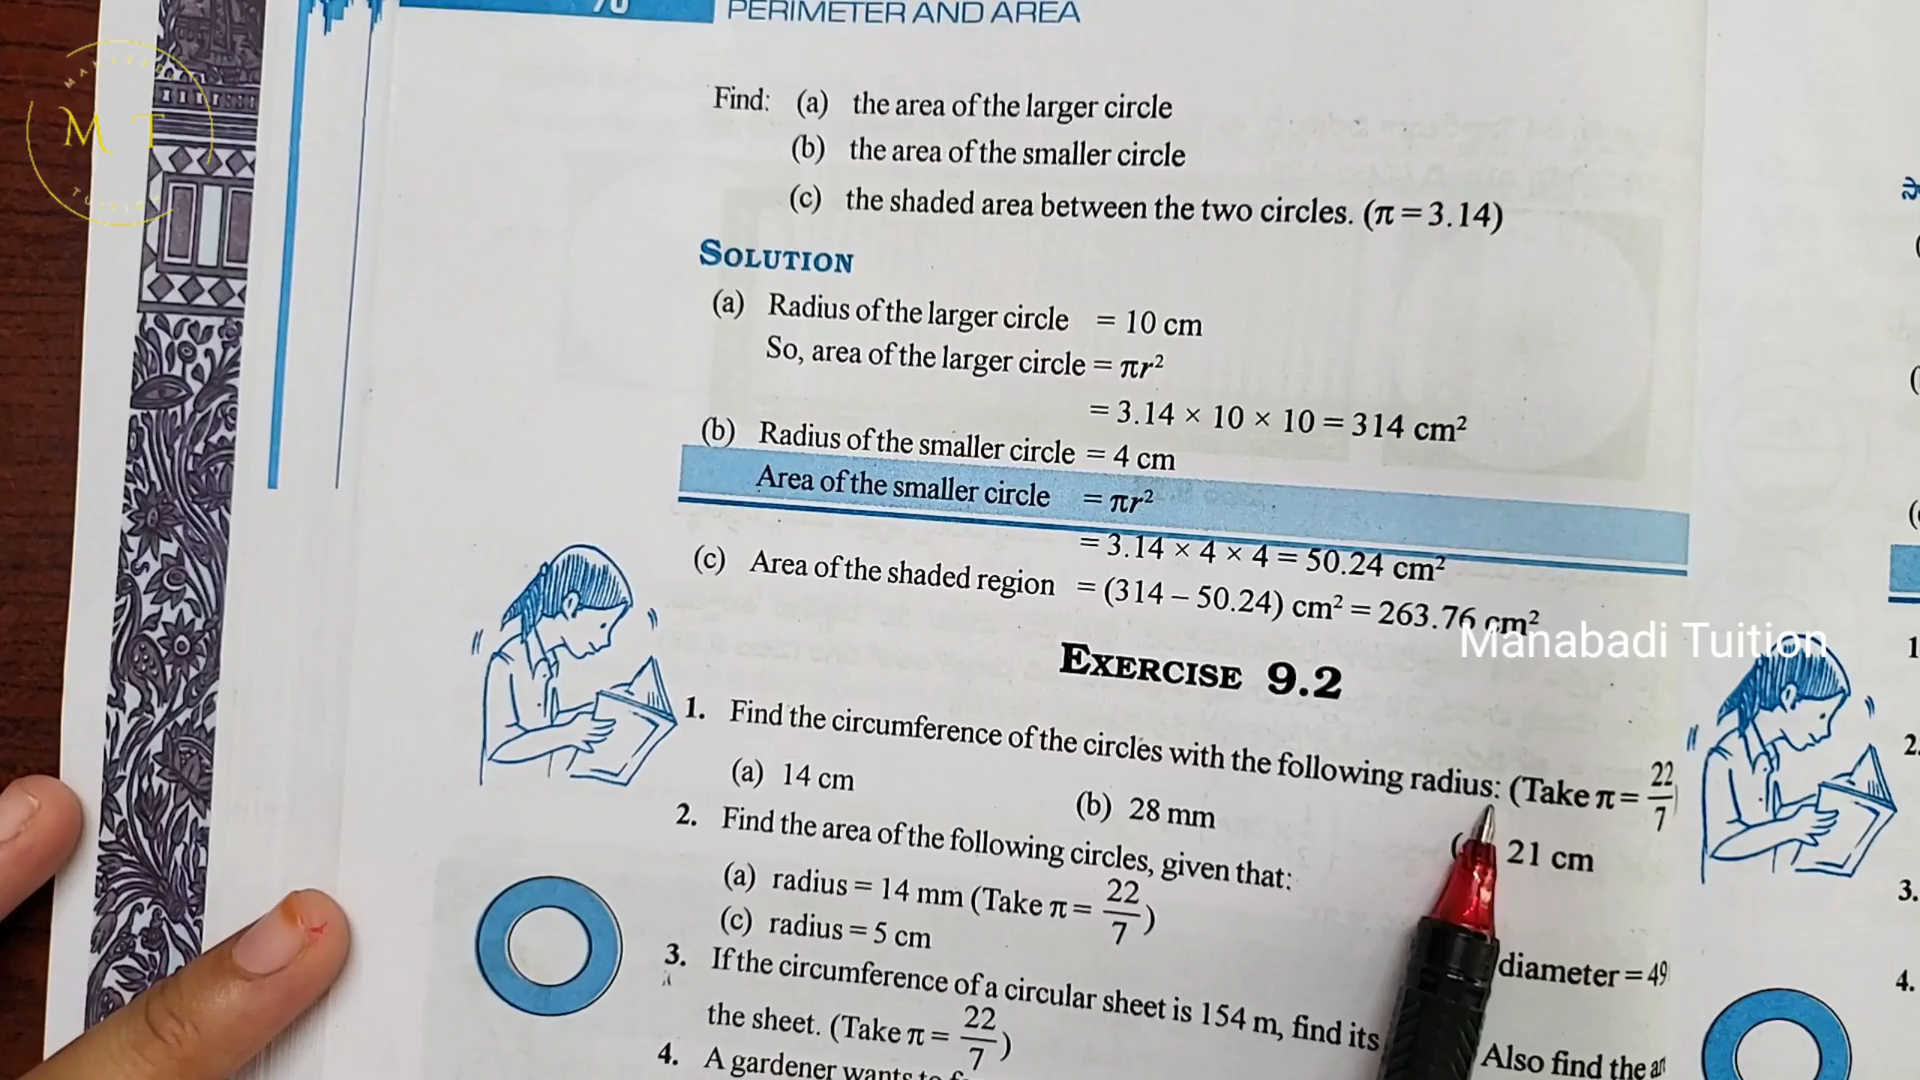 70 PERIMETER AND AREA
M T
Find: (a) the area of the larger circle
(b) the area of the smaller circle
(c) the shaded area between the two circles. (π = 3.14)
SOLUTION
(a) Radius of the larger circle = 10 cm
So, area of the larger circle = πr²
= 3.14 × 10 × 10 = 314 cm²
(b) Radius of the smaller circle = 4 cm
Area of the smaller circle = πr²
= 3.14 × 4 × 4 = 50.24 cm²
(c) Area of the shaded region = (314 – 50.24) cm² = 263.76 cm²
Manabadi Tuition
EXERCISE 9.2
1. Find the circumference of the circles with the following radius: (Take π = 22/7
(a) 14 cm (b) 28 mm 21 cm
2. Find the area of the following circles, given that:
(a) radius = 14 mm (Take π = 22/7) diameter = 49
(c) radius = 5 cm
3. If the circumference of a circular sheet is 154 m, find its Also find the
the sheet. (Take π = 22/7)
4. A gardener wants to
1
2.
3.
4.